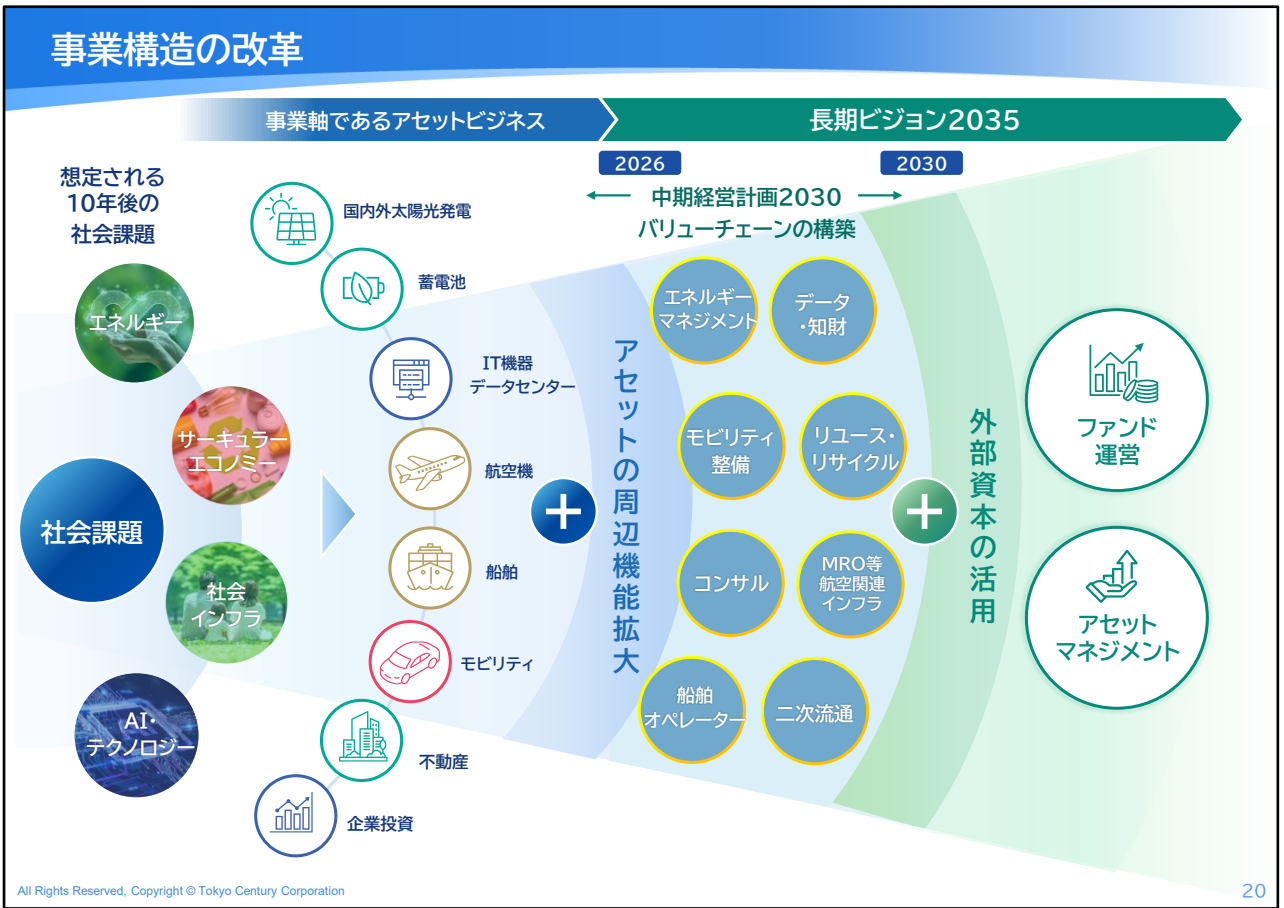 事業構造の改革
事業軸であるアセットビジネス
長期ビジョン2035
2026
2030
中期経営計画2030
バリューチェーンの構築
想定される
10年後の
社会課題
エネルギー
サーキュラー
エコノミー
社会課題
社会
インフラ
AI・
テクノロジー
国内外太陽光発電
蓄電池
IT機器
データセンター
航空機
船舶
モビリティ
不動産
企業投資
+
アセットの周辺機能拡大
エネルギー
マネジメント
データ
・知財
モビリティ
整備
リユース・
リサイクル
コンサル
MRO等
航空関連
インフラ
船舶
オペレーター
二次流通
+
外部資本の活用
ファンド
運営
アセット
マネジメント
All Rights Reserved, Copyright © Tokyo Century Corporation
20